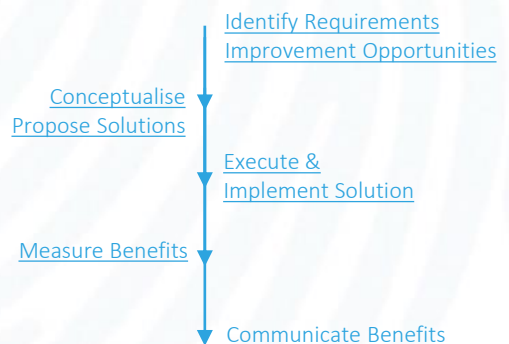 Identify Requirements
Improvement Opportunities
Conceptualise
Propose Solutions
Execute &
Implement Solution
Measure Benefits
Communicate Benefits